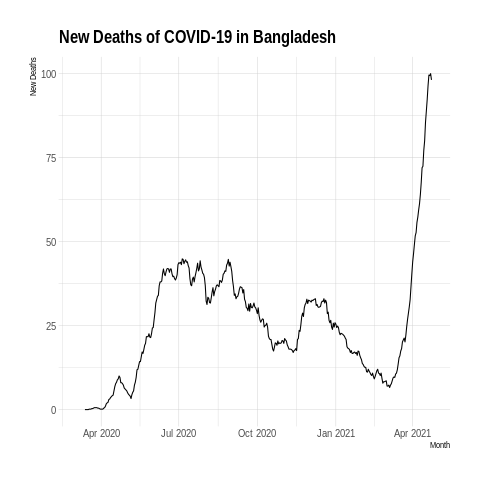 New Deaths of COVID-19 in Bangladesh
New Deaths
100
75
50
25
0
Apr 2020 Jul 2020 Oct 2020 Jan 2021 Apr 2021
Month